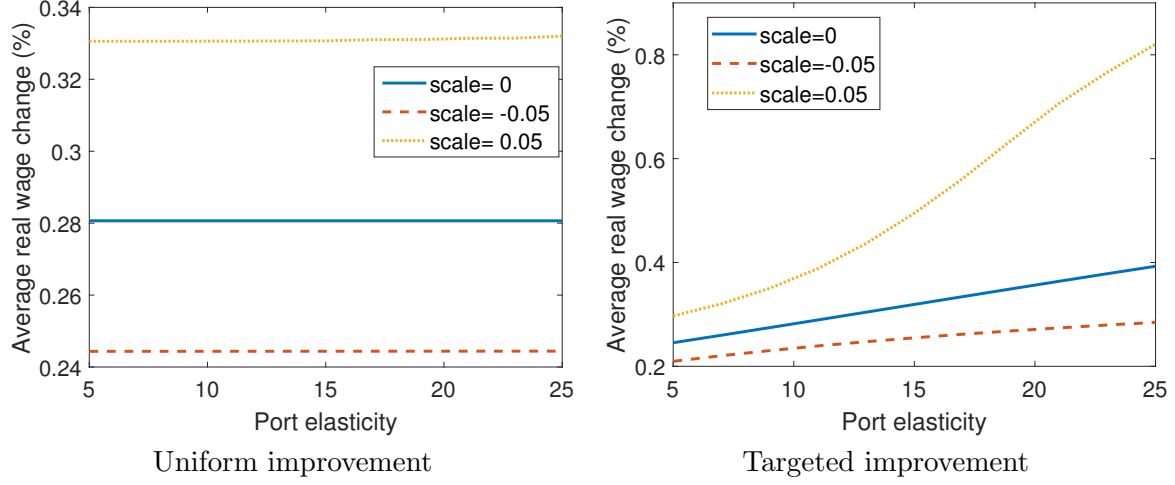 Average real wage change (%)
0.34
0.32
0.3
0.28
0.26
0.24
scale= 0
scale= -0.05
scale= 0.05
5
10
15
20
25
Port elasticity
Uniform improvement
Average real wage change (%)
0.8
0.6
0.4
0.2
scale=0
scale=-0.05
scale=0.05
5
10
15
20
25
Port elasticity
Targeted improvement